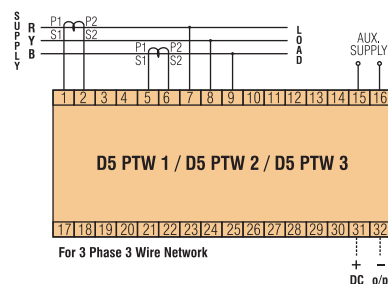 SUPPLY
R
Y
B
P1 P2
S1 S2
P1 P2
S1 S2
LOAD
AUX.
SUPPLY
1 2 3 4 5 6 7 8 9 10 11 12 13 14 15 16
D5 PTW 1 / D5 PTW 2 / D5 PTW 3
17 18 19 20 21 22 23 24 25 26 27 28 29 30 31 32
For 3 Phase 3 Wire Network
+ −
DC o/p